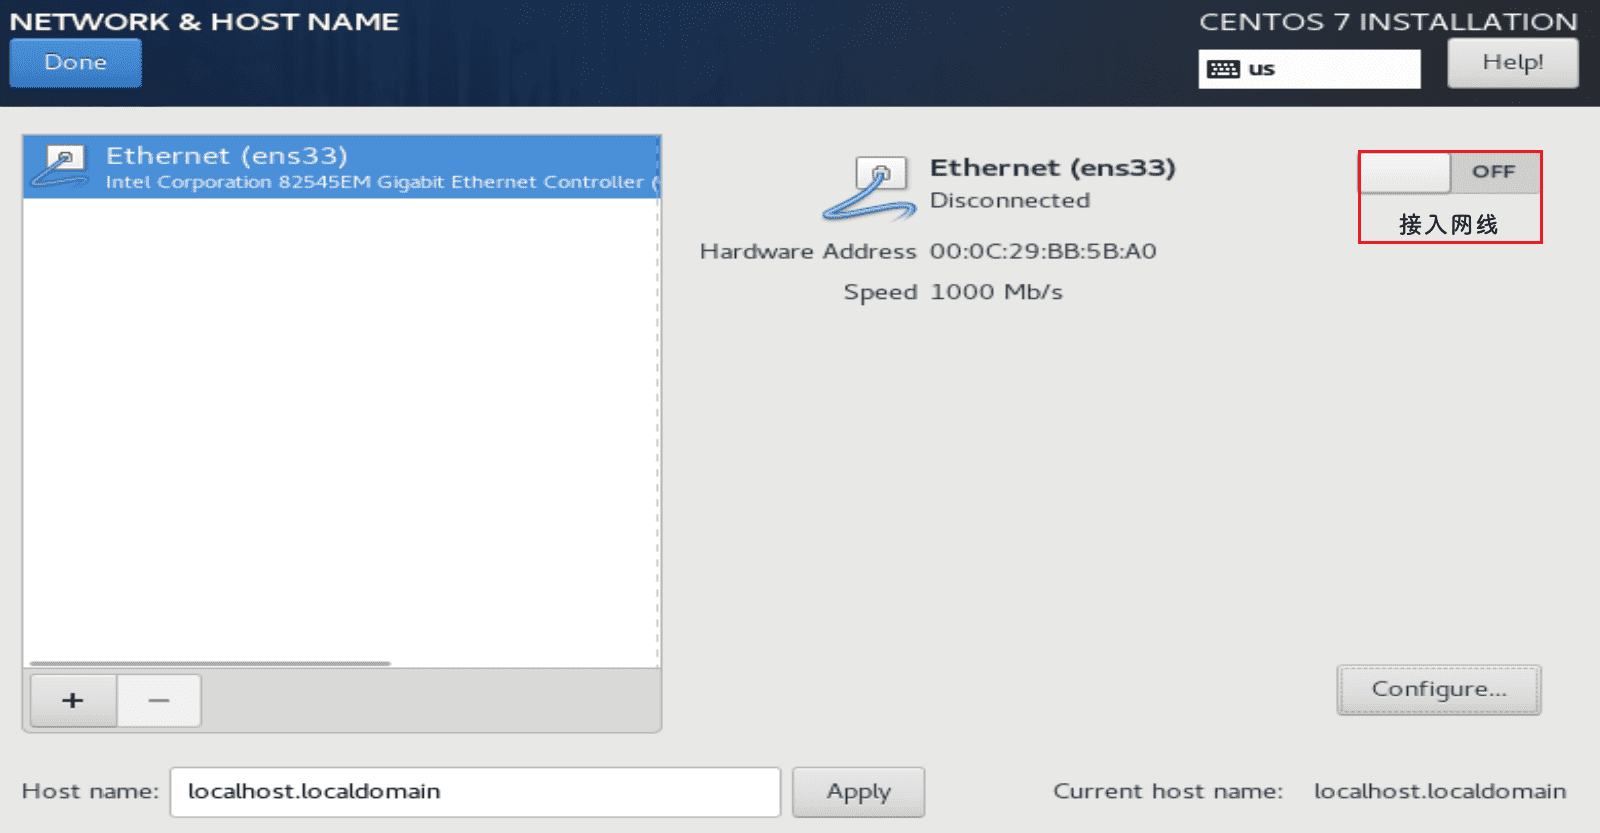 NETWORK & HOST NAME
CENTOS 7 INSTALLATION
Done
us
Help!
Ethernet (ens33)
Intel Corporation 82545EM Gigabit Ethernet Controller (
Ethernet (ens33)
Disconnected
OFF
接入网线
Hardware Address 00:0C:29:BB:5B:A0
Speed 1000 Mb/s
+ −
Configure...
Host name: localhost.localdomain Apply Current host name: localhost.localdomain